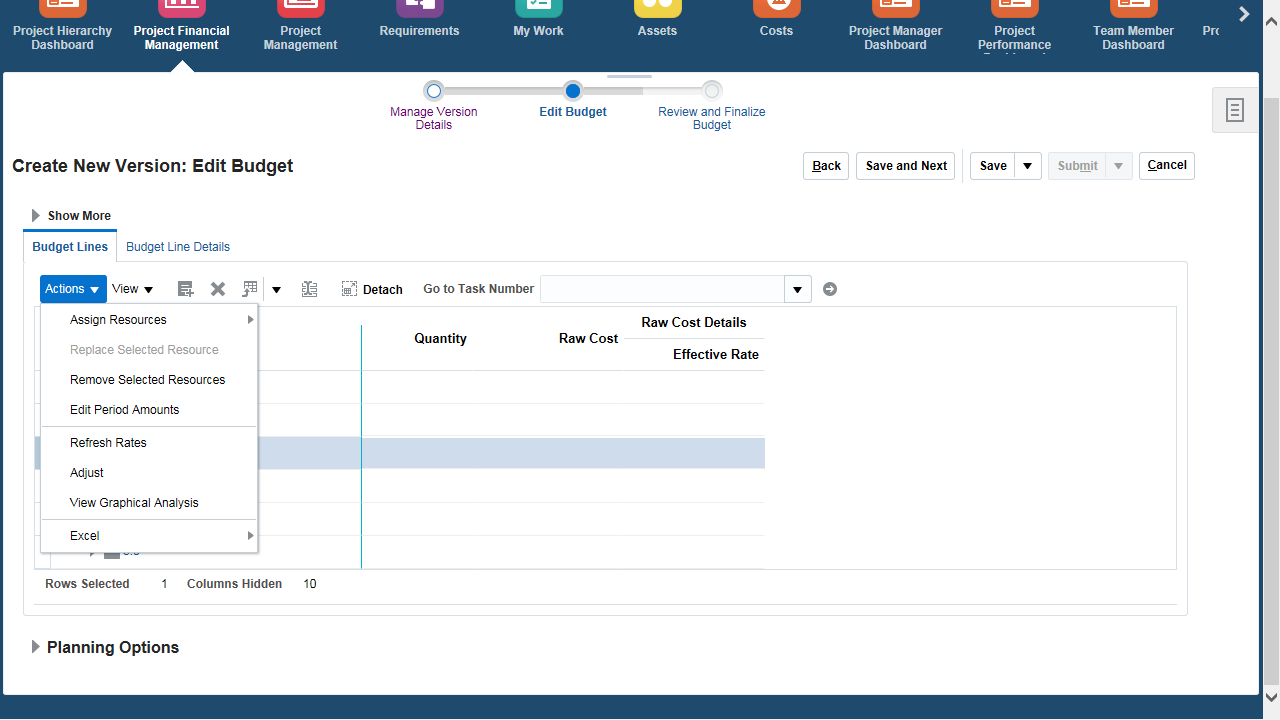 Project Hierarchy
Dashboard
Project Financial
Management
Project
Management
Requirements
My Work
Assets
Costs
Project Manager
Dashboard
Project
Performance
Team Member
Dashboard
Manage Version
Details
Edit Budget
Review and Finalize
Budget
Create New Version: Edit Budget
Back
Save and Next
Save
Submit
Cancel
Show More
Budget Lines
Budget Line Details
Actions
View
Detach
Go to Task Number
Quantity
Raw Cost
Raw Cost Details
Effective Rate
Assign Resources
Replace Selected Resource
Remove Selected Resources
Edit Period Amounts
Refresh Rates
Adjust
View Graphical Analysis
Excel
Rows Selected 1 Columns Hidden 10
Planning Options